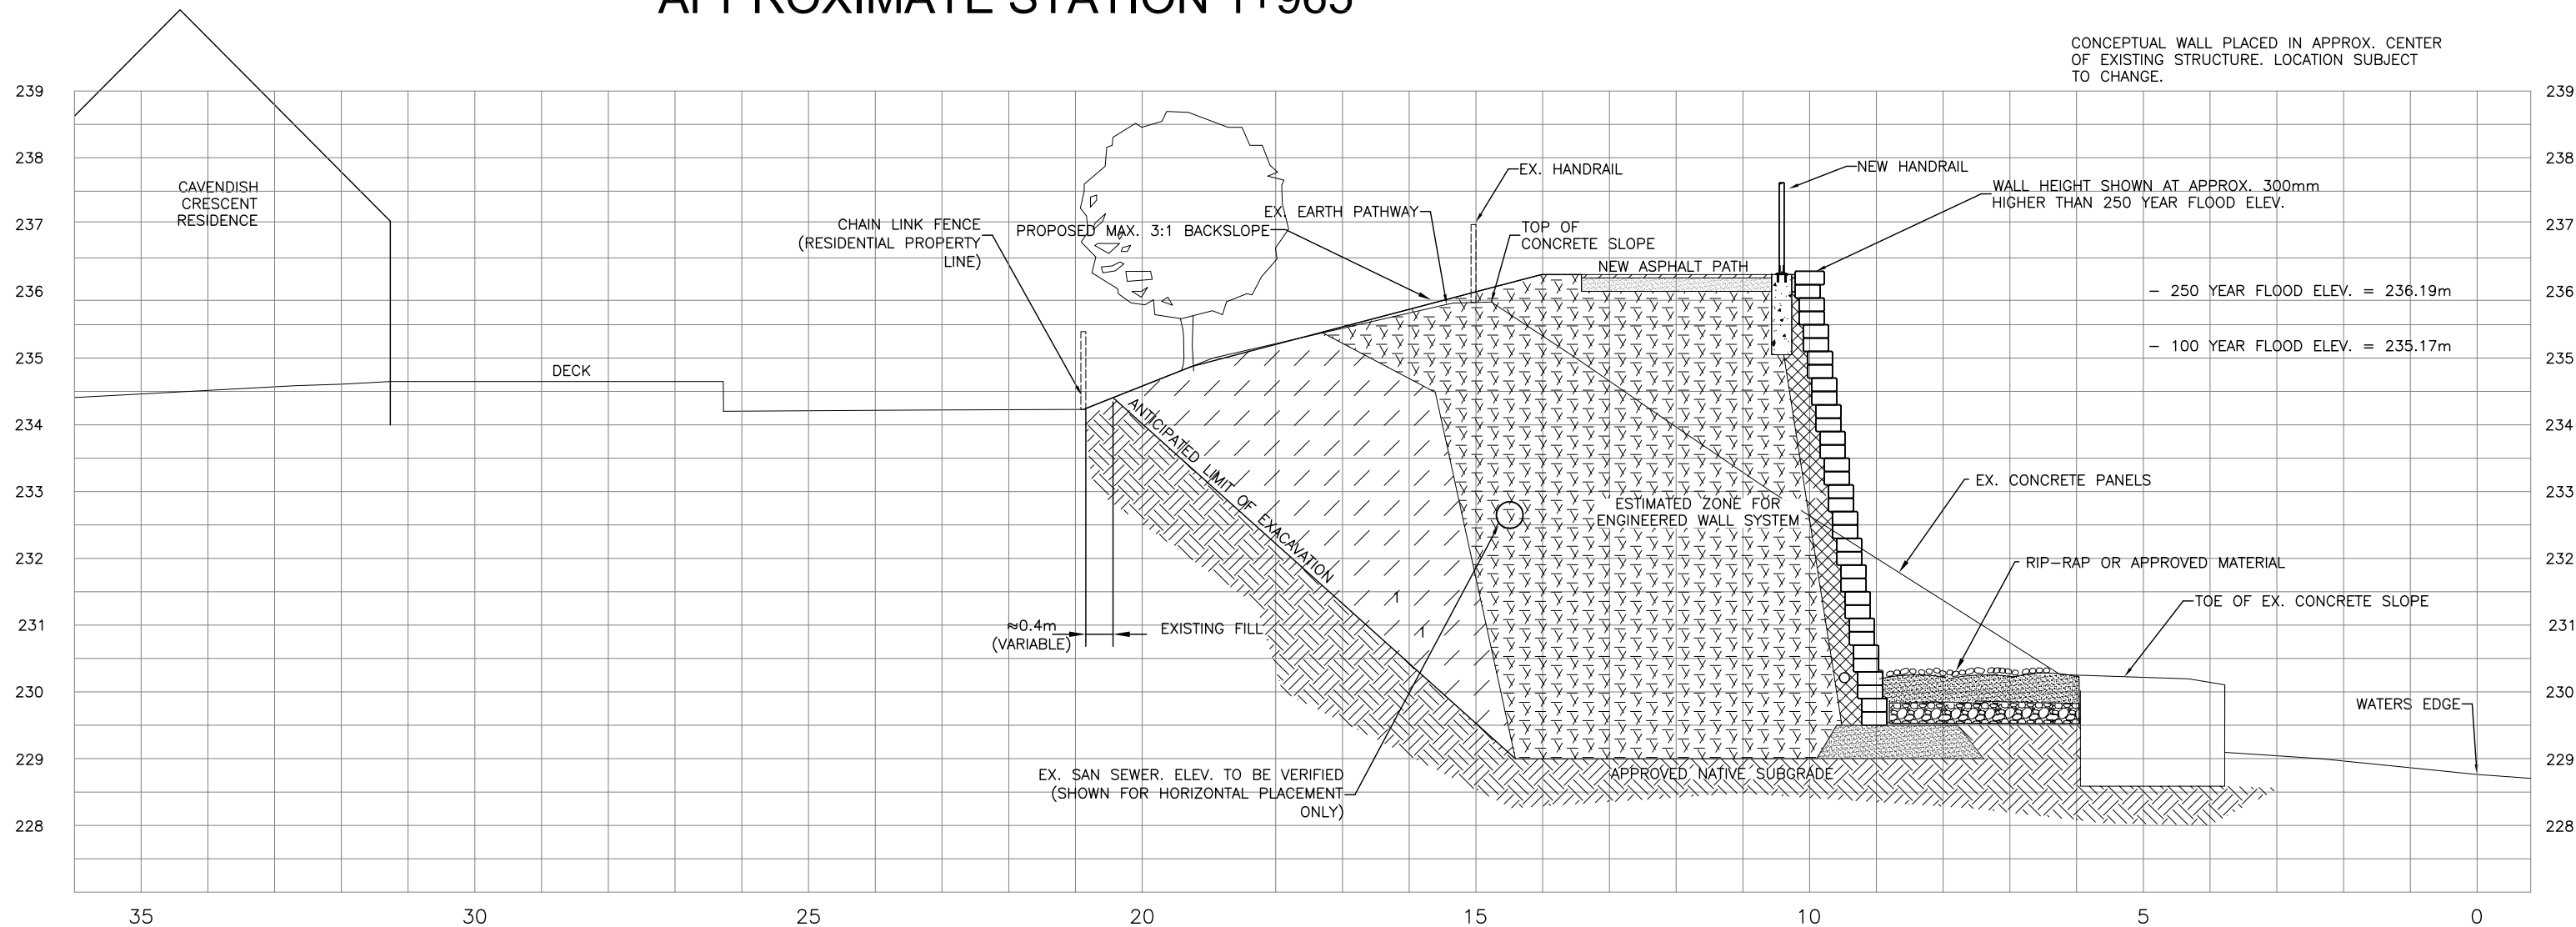 APPROXIMATE STATION 1+965
CONCEPTUAL WALL PLACED IN APPROX. CENTER
OF EXISTING STRUCTURE. LOCATION SUBJECT
TO CHANGE.
239
239
238
238
237
237
236
236
235
235
234
234
233
233
232
232
231
231
230
230
229
229
228
228
CAVENDISH
CRESCENT
RESIDENCE
DECK
CHAIN LINK FENCE
(RESIDENTIAL PROPERTY
LINE)
PROPOSED MAX. 3:1 BACKSLOPE
EX. EARTH PATHWAY
EX. HANDRAIL
TOP OF
CONCRETE SLOPE
NEW ASPHALT PATH
NEW HANDRAIL
WALL HEIGHT SHOWN AT APPROX. 300mm
HIGHER THAN 250 YEAR FLOOD ELEV.
- 250 YEAR FLOOD ELEV. = 236.19m
- 100 YEAR FLOOD ELEV. = 235.17m
ANTICIPATED LIMIT OF EXACAVATION
1
1
ESTIMATED ZONE FOR
ENGINEERED WALL SYSTEM
EX. CONCRETE PANELS
RIP-RAP OR APPROVED MATERIAL
TOE OF EX. CONCRETE SLOPE
≈0.4m
(VARIABLE)
EXISTING FILL
WATERS EDGE
EX. SAN SEWER. ELEV. TO BE VERIFIED
(SHOWN FOR HORIZONTAL PLACEMENT
ONLY)
APPROVED NATIVE SUBGRADE
35
30
25
20
15
10
5
0